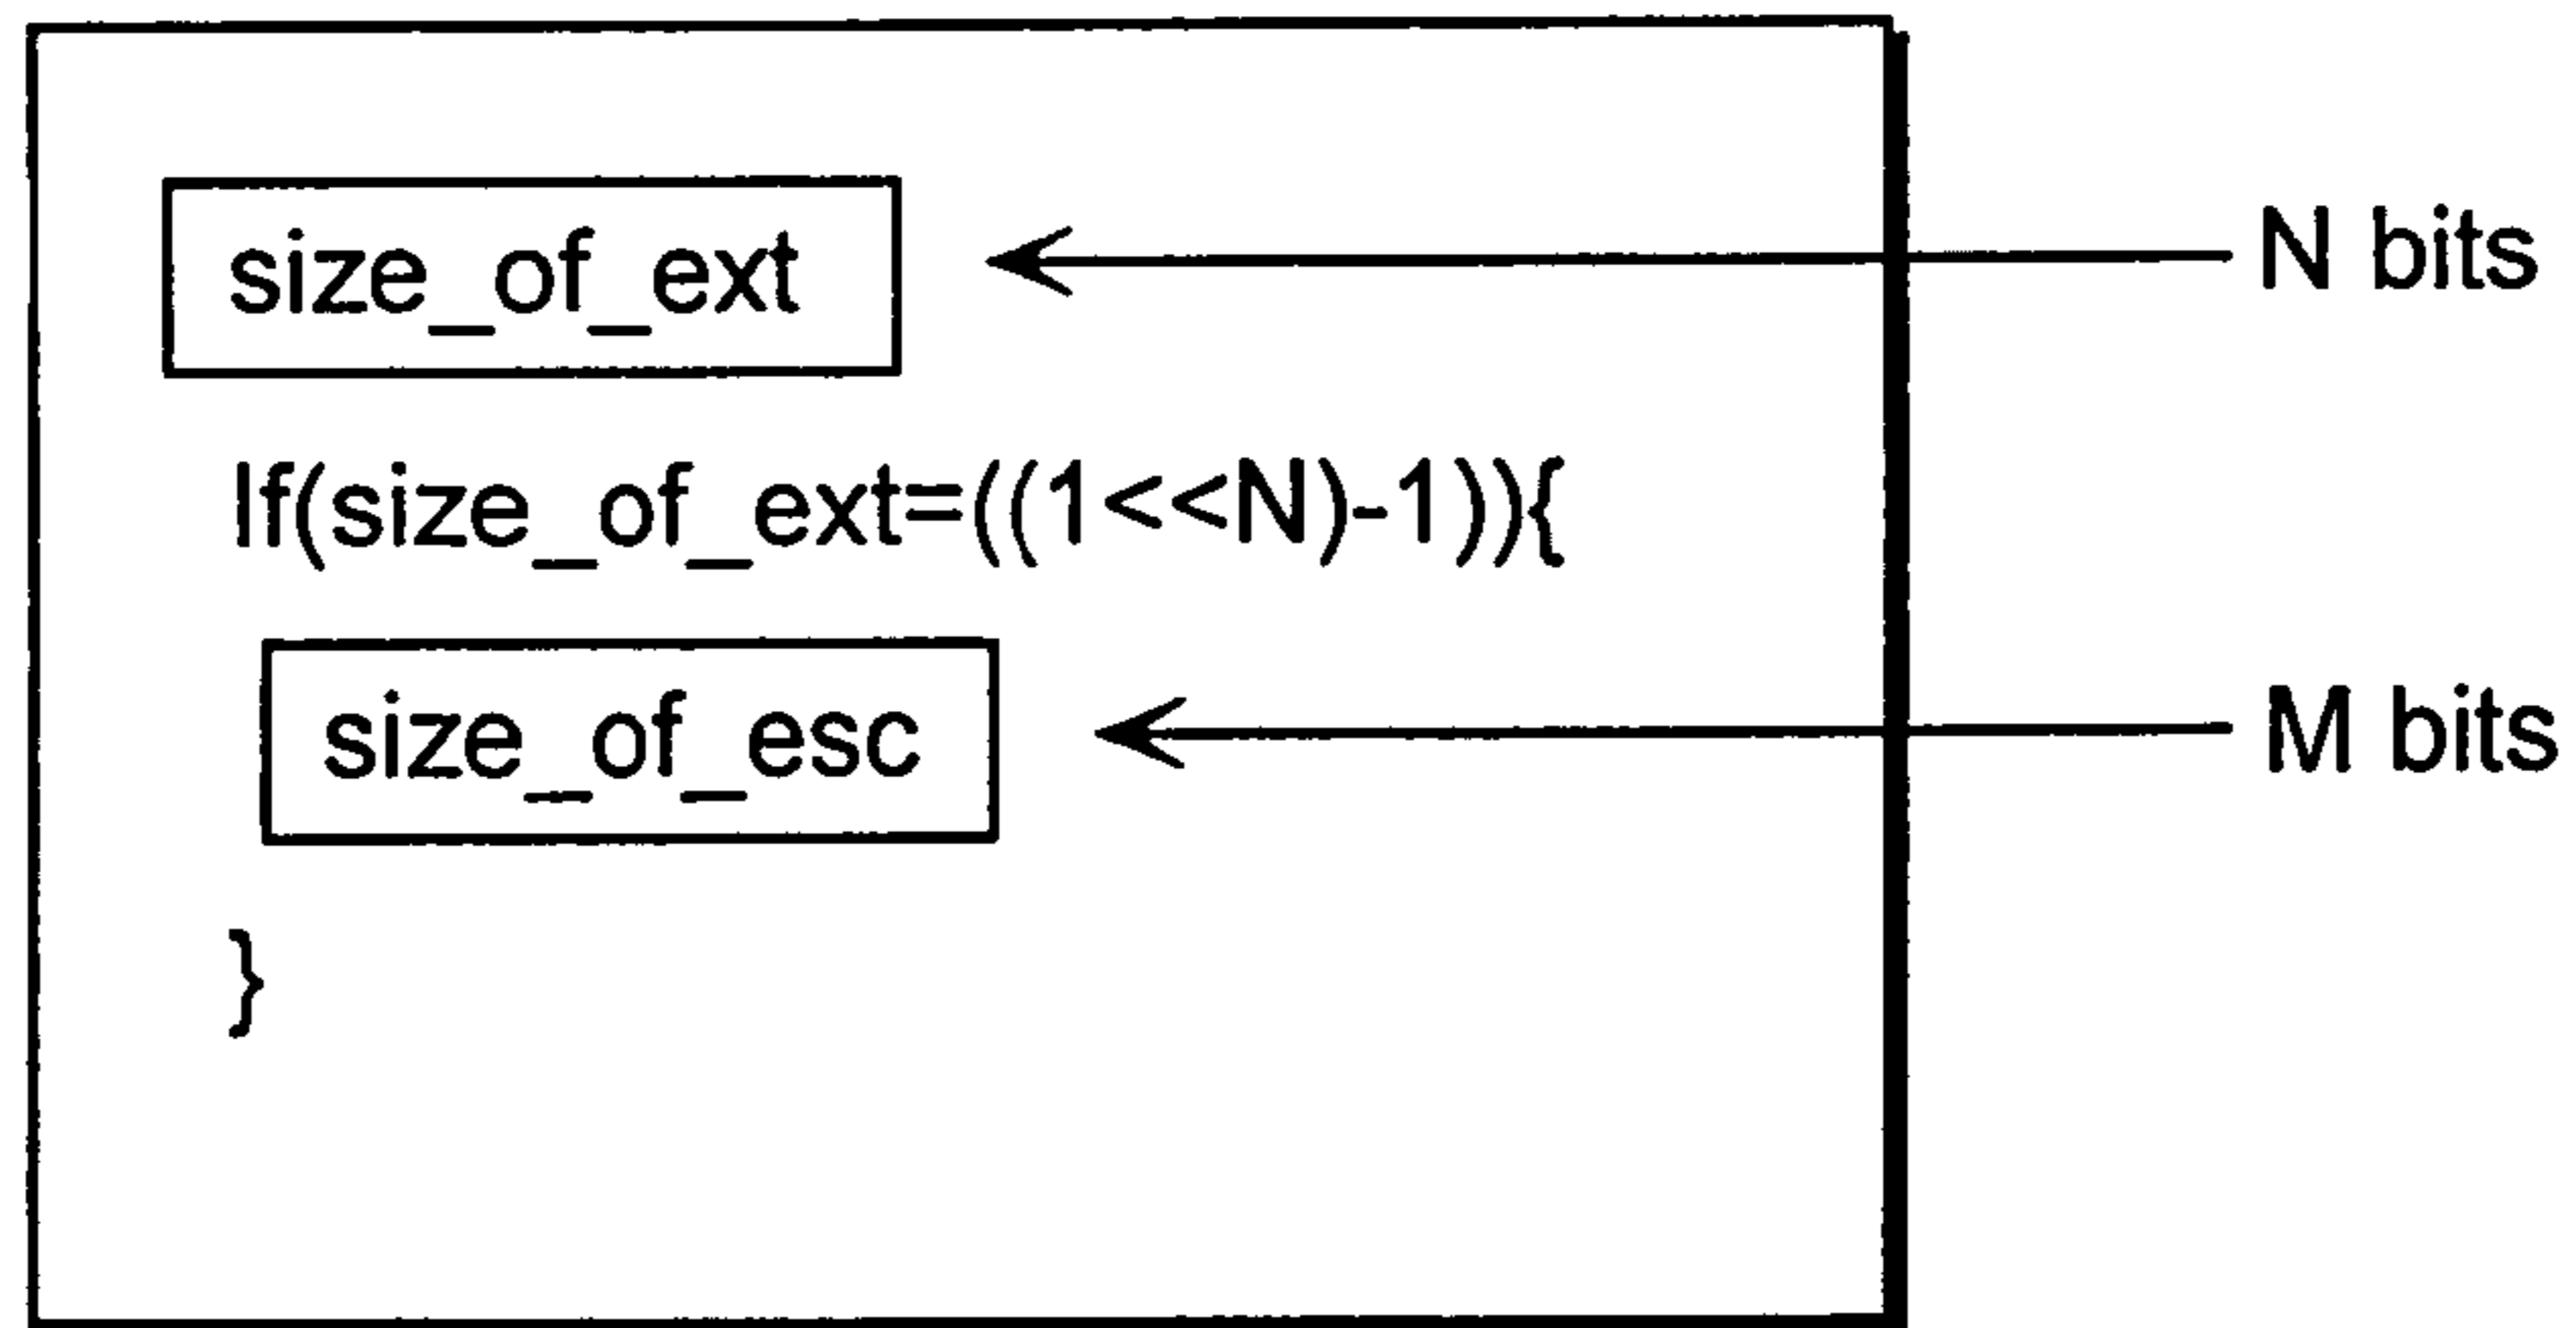 size_of_ext
N bits
If(size_of_ext=((1<<N)-1)){
size_of_esc
M bits
}